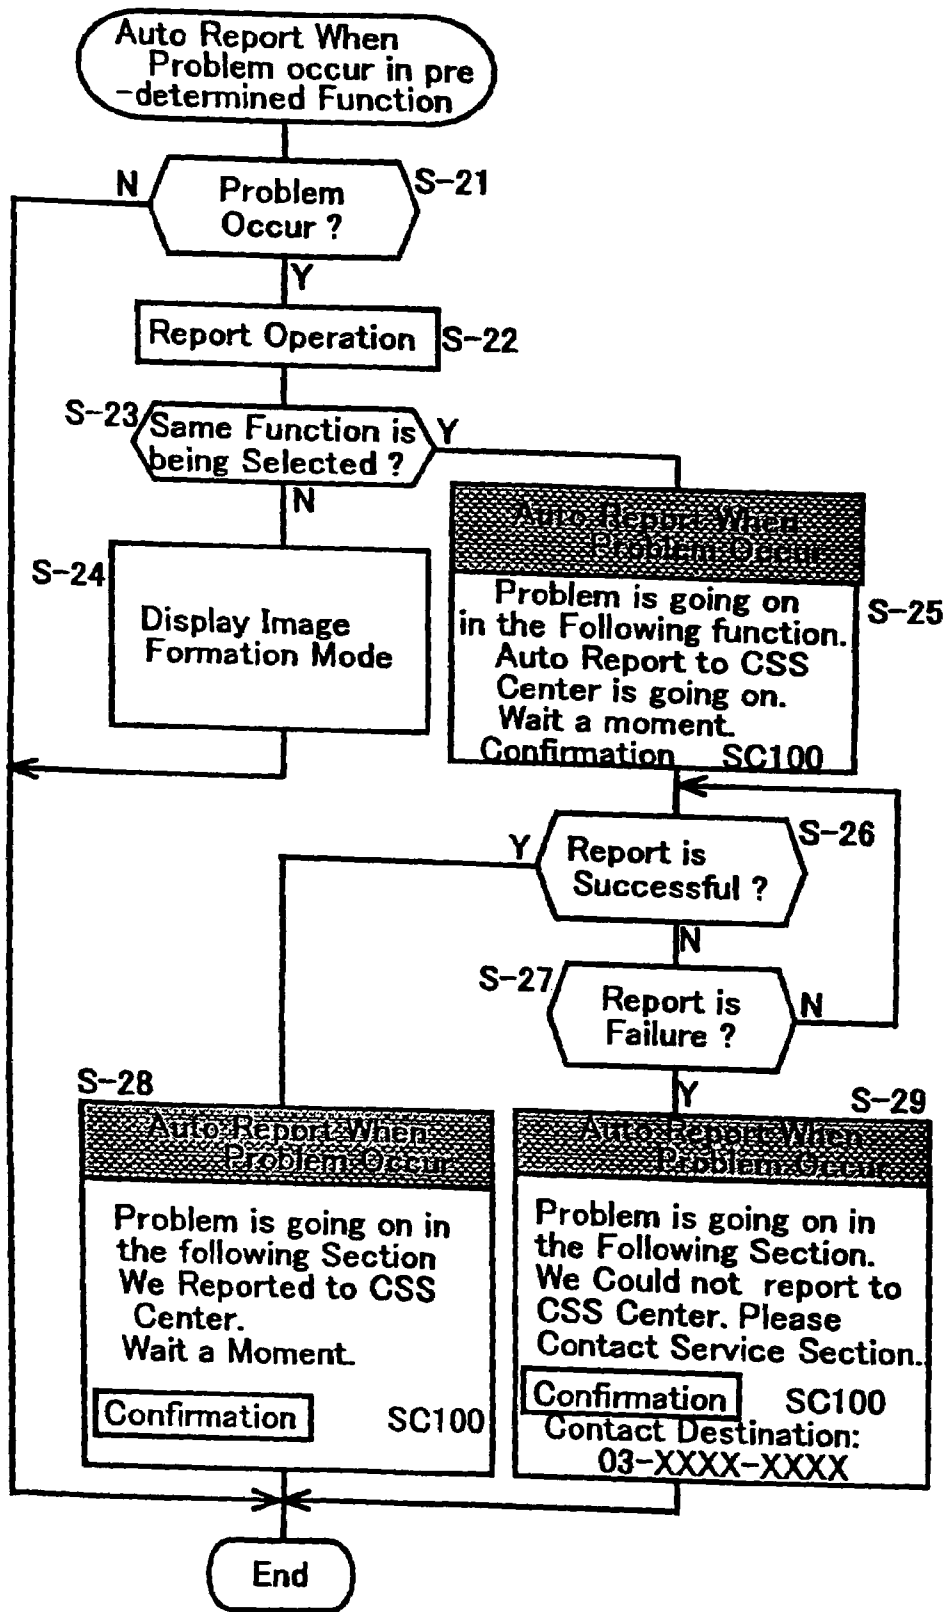 Auto Report When
Problem occur in pre
-determined Function
N
Problem
Occur ?
S-21
Y
Report Operation
S-22
S-23
Same Function is
being Selected ?
Y
N
S-24
Display Image
Formation Mode
Auto Report When
Problem Occur
S-25
Problem is going on
in the Following function.
Auto Report to CSS
Center is going on.
Wait a moment.
Confirmation SC100
Y
Report is
Successful ?
S-26
N
S-27
Report is
Failure ?
N
Y
S-28
Auto Report When
Problem Occur
Problem is going on in
the following Section
We Reported to CSS
Center.
Wait a Moment.
Confirmation SC100
S-29
Auto Report When
Problem Occur
Problem is going on in
the Following Section.
We Could not report to
CSS Center. Please
Contact Service Section..
Confirmation SC100
Contact Destination:
03-XXXX-XXXX
End